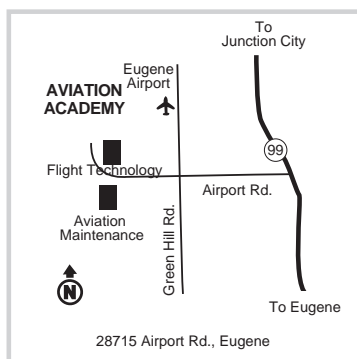 To
Junction City
Eugene
Airport
AVIATION
ACADEMY
99
Flight Technology
Airport Rd.
Aviation
Maintenance
Green Hill Rd.
N
To Eugene
28715 Airport Rd., Eugene